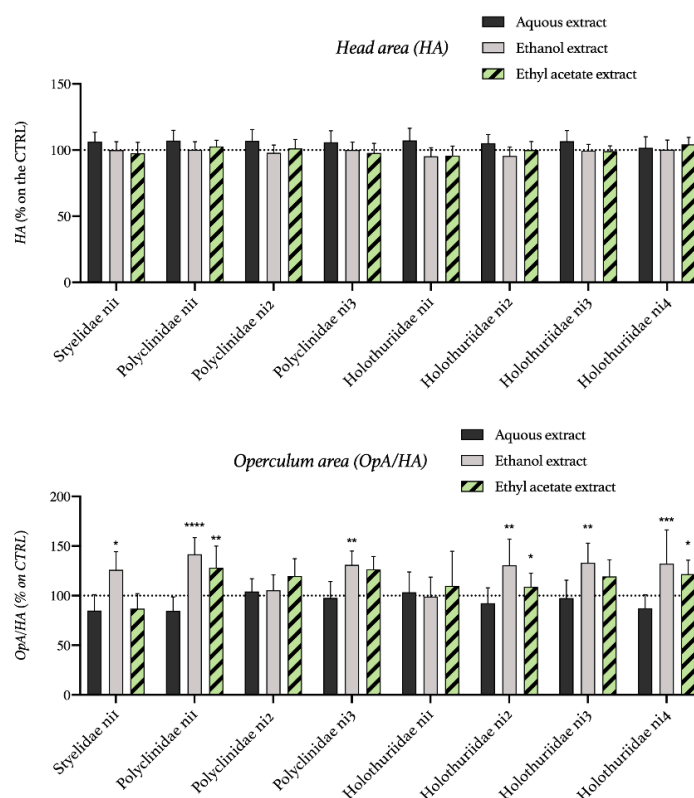 Aquous extract
Head area (HA)
Ethanol extract
Ethyl acetate extract
150
100
50
0
HA (% on the CTRL)
Styelidae ni1
Polyclinidae ni1
Polyclinidae ni2
Polyclinidae ni3
Holothuriidae ni1
Holothuriidae ni2
Holothuriidae ni3
Holothuriidae ni4
Aquous extract
Operculum area (OpA/HA)
Ethanol extract
Ethyl acetate extract
200
150
100
50
0
OpA/HA (% on CTRL)
* **** ** ** ** * ** *** *
Styelidae ni1
Polyclinidae ni1
Polyclinidae ni2
Polyclinidae ni3
Holothuriidae ni1
Holothuriidae ni2
Holothuriidae ni3
Holothuriidae ni4